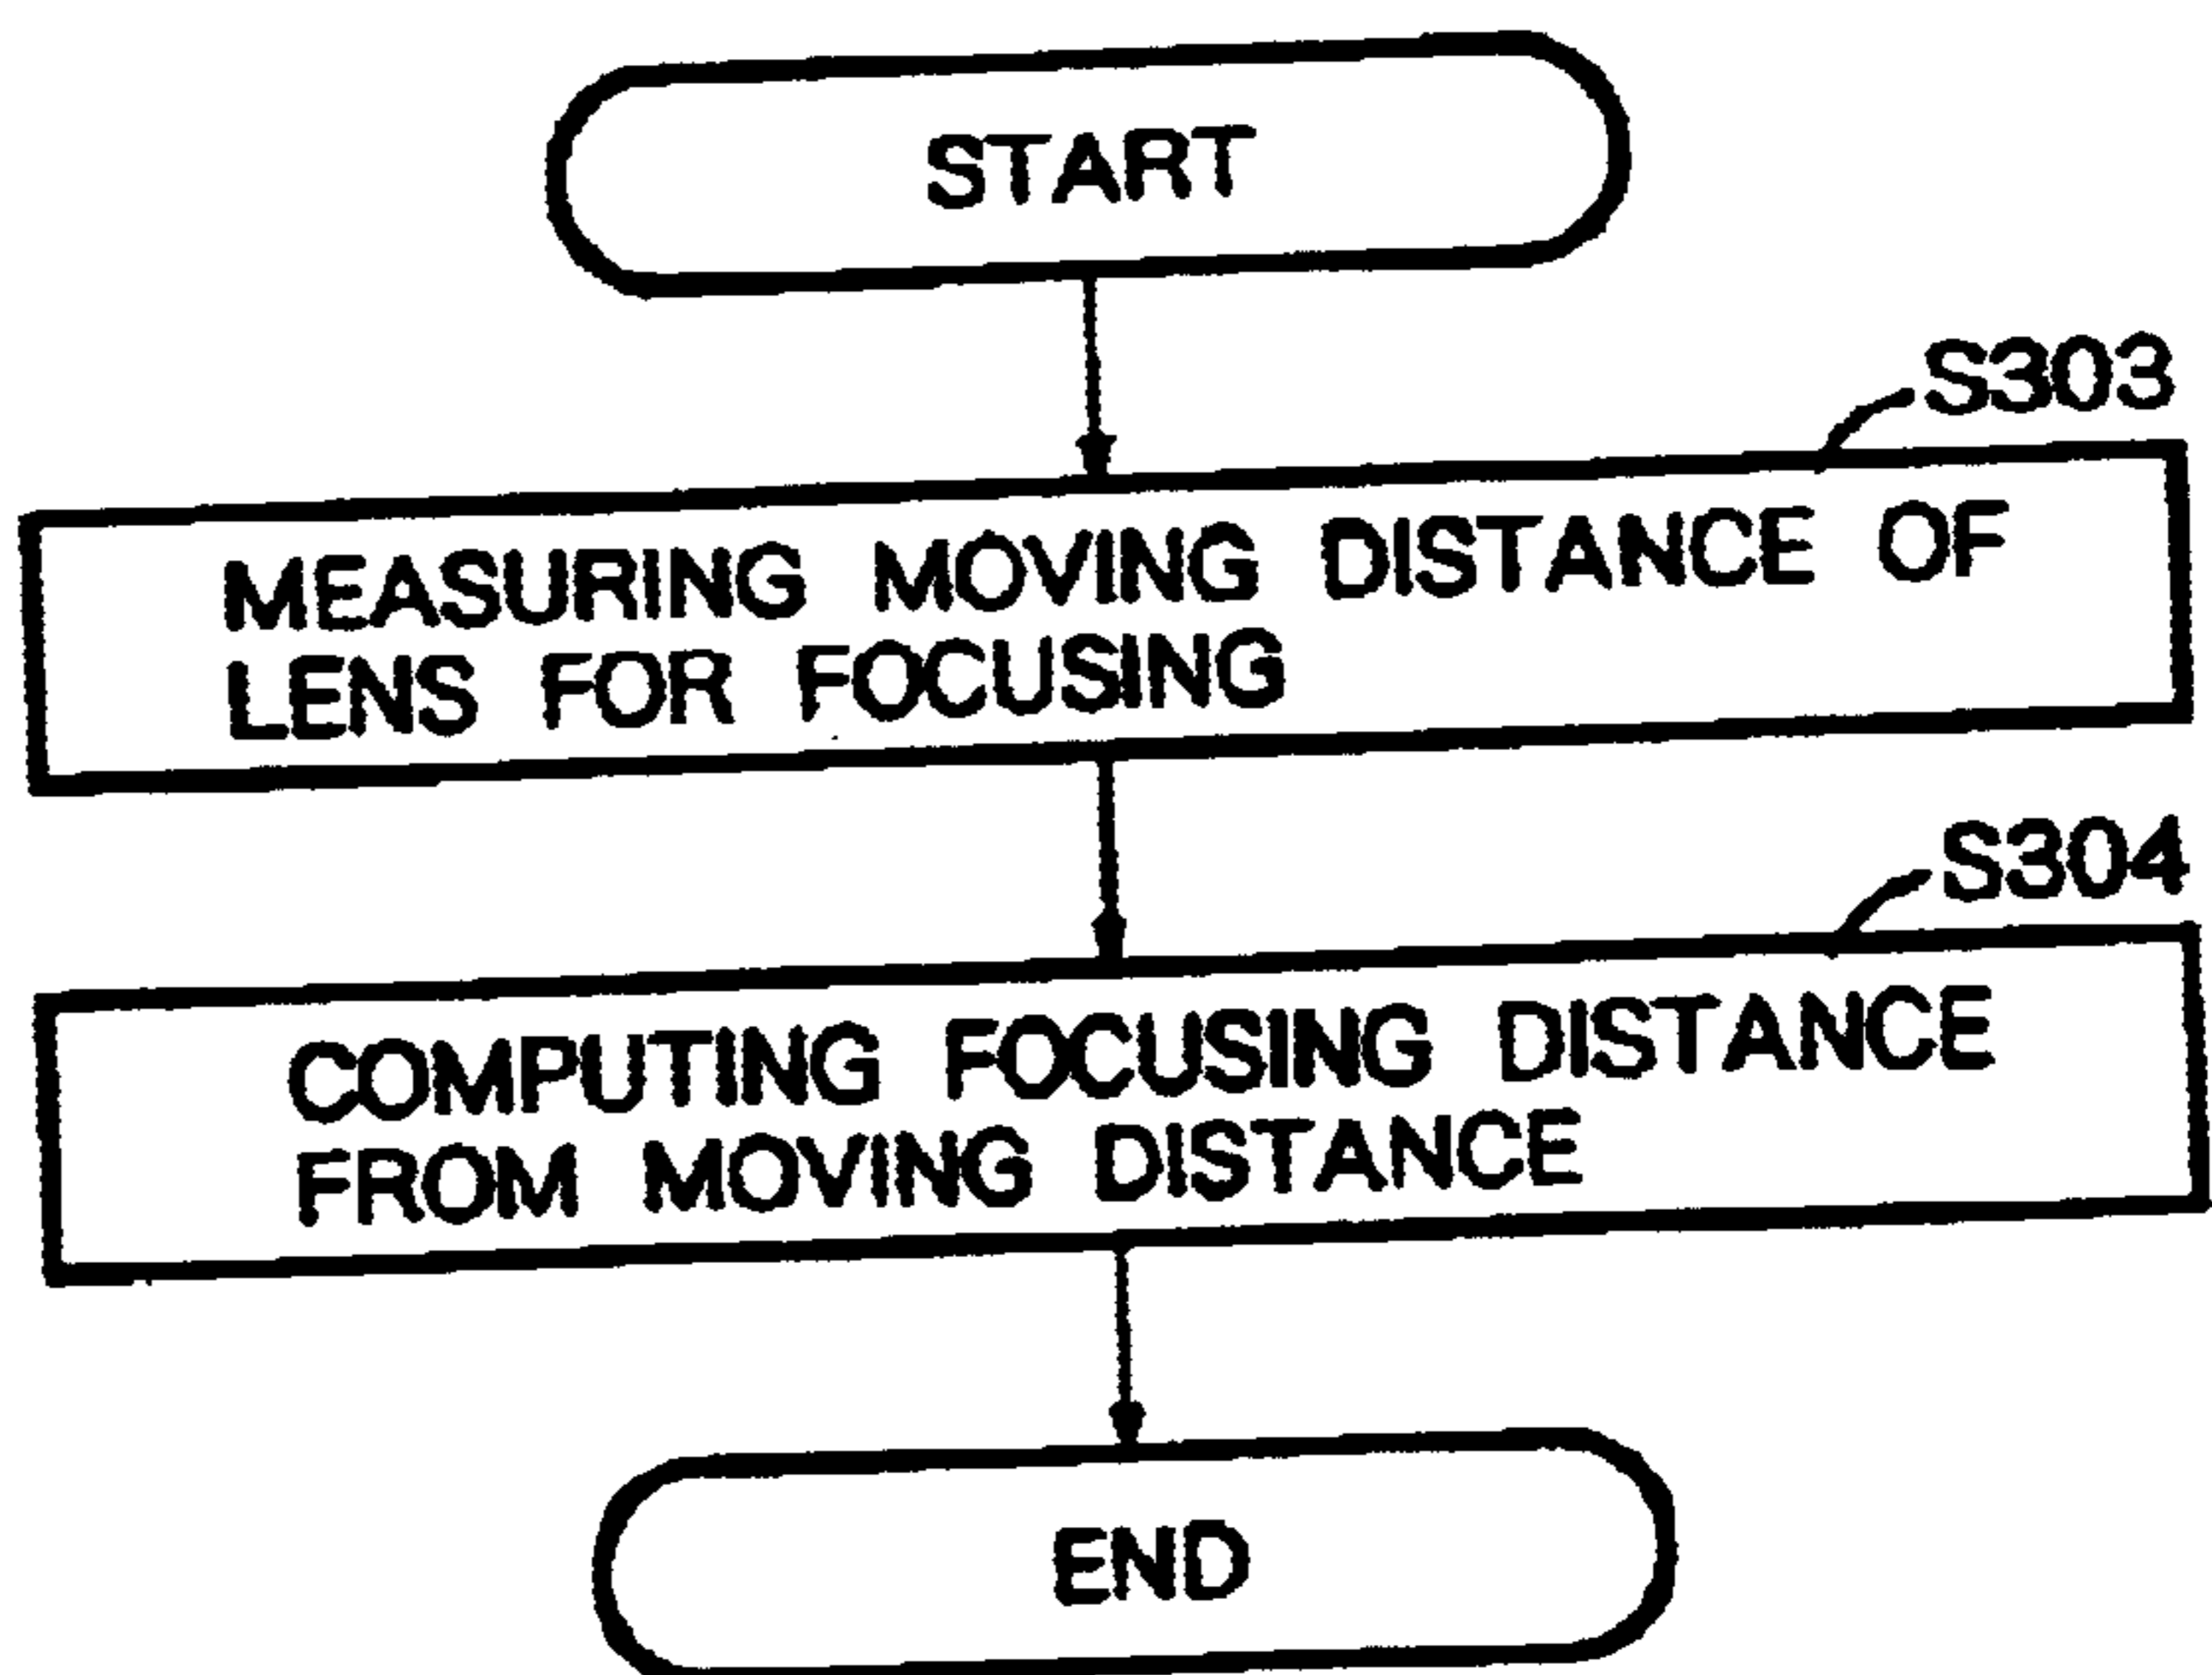 START
S303
MEASURING MOVING DISTANCE OF
LENS FOR FOCUSING
S304
COMPUTING FOCUSING DISTANCE
FROM MOVING DISTANCE
END